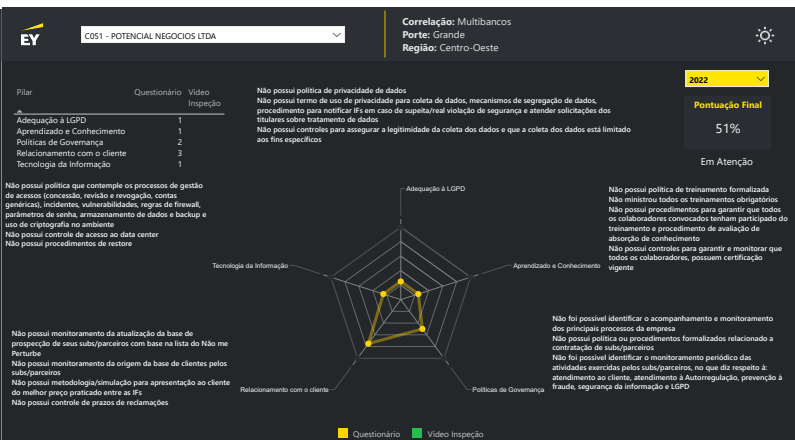 EY
C051 - POTENCIAL NEGOCIOS LTDA
Correlação: Multibancos
Porte: Grande
Região: Centro-Oeste
2022
Pontuação Final
51%
Em Atenção
Pilar Questionário Vídeo
Inspeção
Adequação à LGPD 1
Aprendizado e Conhecimento 1
Políticas de Governança 2
Relacionamento com o cliente 3
Tecnologia da Informação 1
Não possui política de privacidade de dados
Não possui termo de uso de privacidade para coleta de dados, mecanismos de segregação de dados,
procedimento para notificar IFs em caso de supeita/real violação de segurança e atender solicitações dos
titulares sobre tratamento de dados
Não possui controles para assegurar a legitimidade da coleta dos dados e que a coleta dos dados está limitado
aos fins específicos
Não possui política que contemple os processos de gestão
de acessos (concessão, revisão e revogação, contas
genéricas), incidentes, vulnerabilidades, regras de firewall,
parâmetros de senha, armazenamento de dados e backup e
uso de criptografia no ambiente
Não possui controle de acesso ao data center
Não possui procedimentos de restore
Não possui política de treinamento formalizada
Não ministrou todos os treinamentos obrigatórios
Não possui procedimentos para garantir que todos
os colaboradores convocados tenham participado do
treinamento e procedimento de avaliação de
absorção de conhecimento
Não possui controles para garantir e monitorar que
todos os colaboradores, possuem certificação
vigente
Adequação à LGPD
Tecnologia da Informação
Aprendizado e Conhecimento
Relacionamento com o cliente
Políticas de Governança
Não possui monitoramento da atualização da base de
prospecção de seus subs/parceiros com base na lista do Não me
Perturbe
Não possui monitoramento da origem da base de clientes pelos
subs/parceiros
Não possui metodologia/simulação para apresentação ao cliente
do melhor preço praticado entre as IFs
Não possui controle de prazos de reclamações
Não foi possível identificar o acompanhamento e monitoramento
dos principais processos da empresa
Não possui política ou procedimentos formalizados relacionado a
contratação de subs/parceiros
Não foi possível identificar o monitoramento periódico das
atividades exercidas pelos subs/parceiros, no que diz respeito à:
atendimento ao cliente, atendimento à Autorregulação, prevenção à
fraude, segurança da informação e LGPD
Questionário Vídeo Inspeção